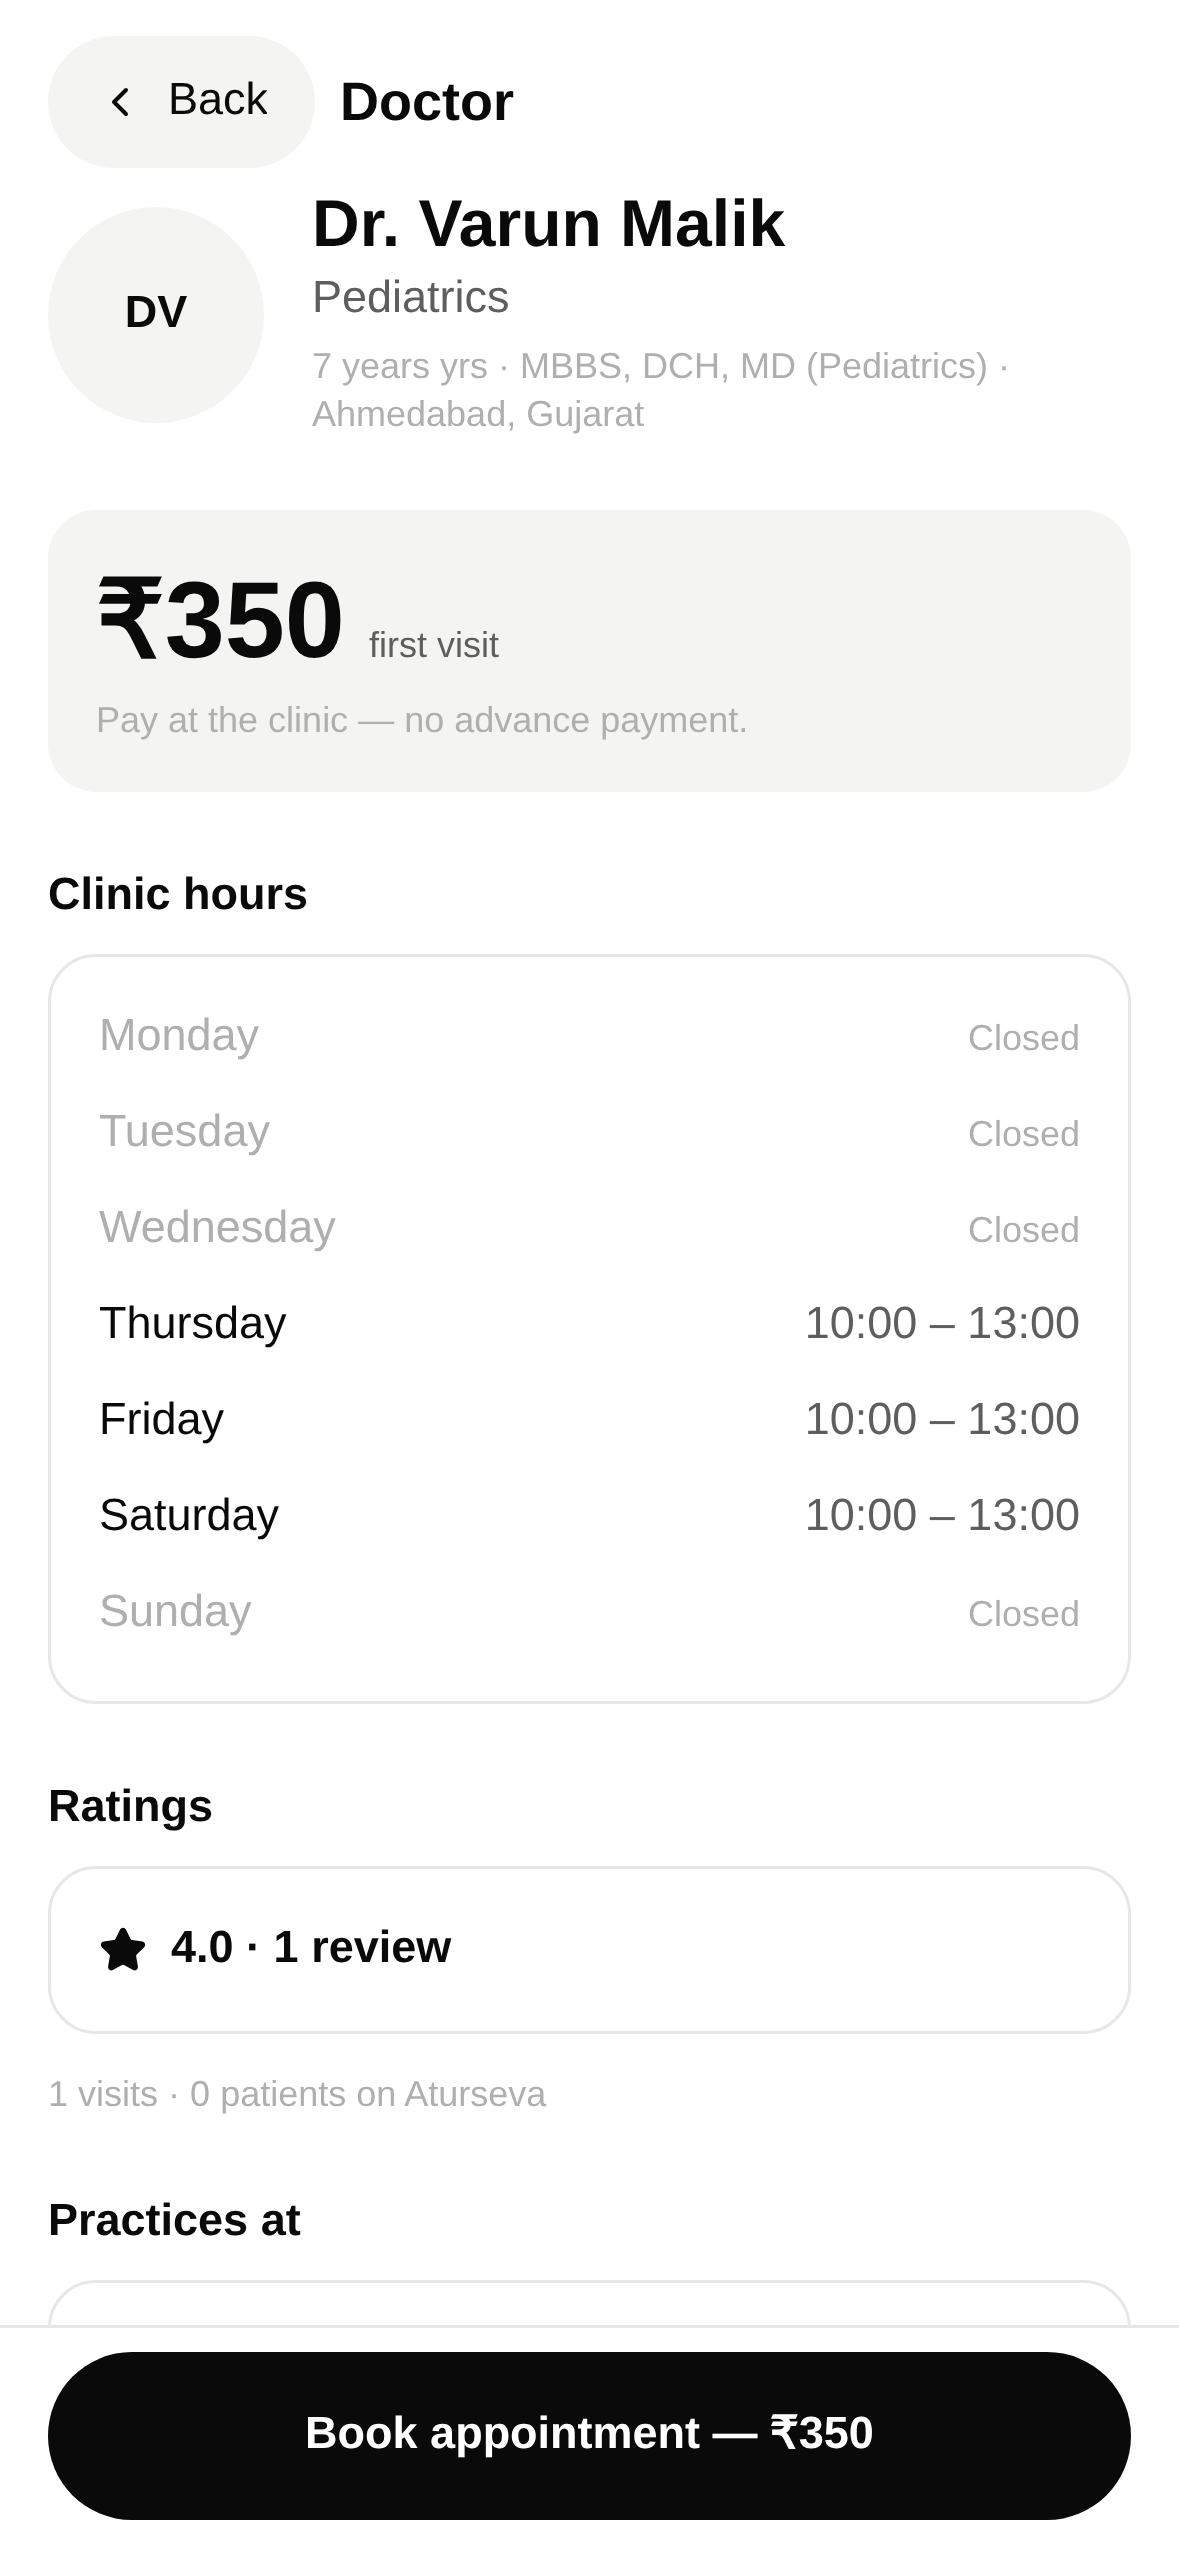 Back
Doctor
DV
Dr. Varun Malik
Pediatrics
7 years yrs · MBBS, DCH, MD (Pediatrics) ·
Ahmedabad, Gujarat
₹350 first visit
Pay at the clinic — no advance payment.
Clinic hours
Monday Closed
Tuesday Closed
Wednesday Closed
Thursday 10:00 – 13:00
Friday 10:00 – 13:00
Saturday 10:00 – 13:00
Sunday Closed
Ratings
4.0 · 1 review
1 visits · 0 patients on Aturseva
Practices at
Book appointment — ₹350